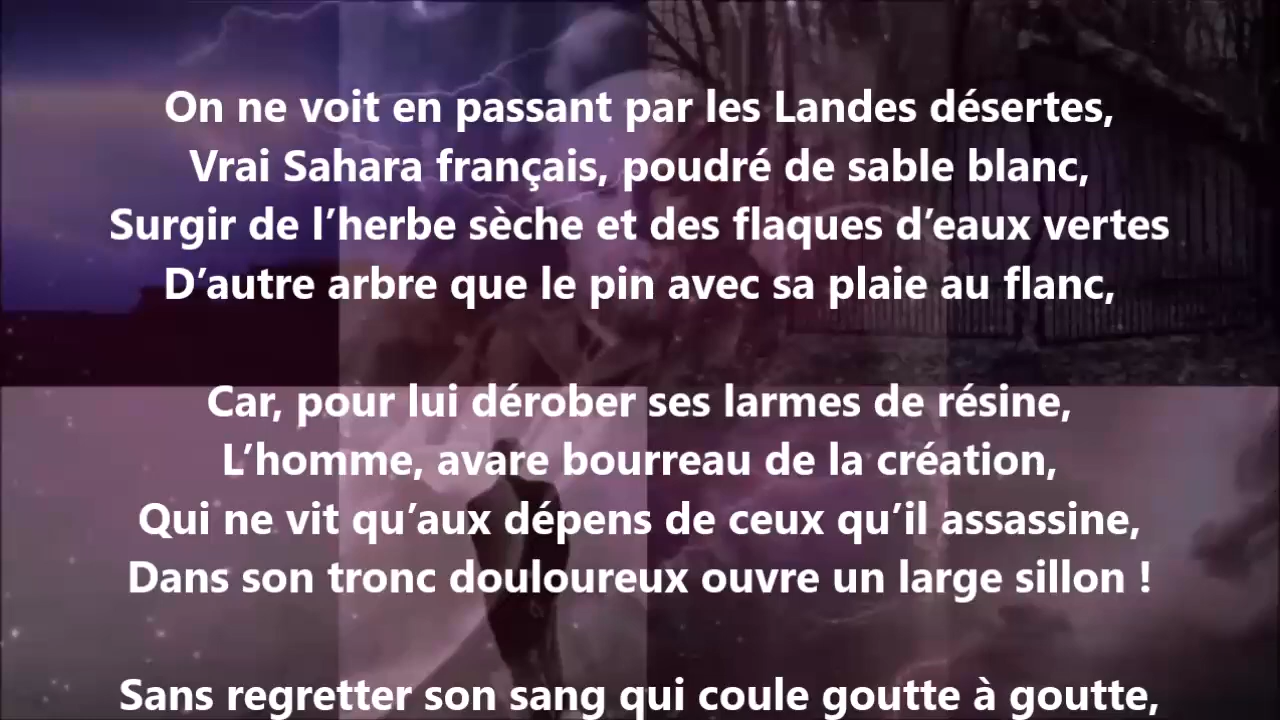 On ne voit en passant par les Landes désertes,
Vrai Sahara français, poudré de sable blanc,
Surgir de l’herbe sèche et des flaques d’eaux vertes
D’autre arbre que le pin avec sa plaie au flanc,
Car, pour lui dérober ses larmes de résine,
L’homme, avare bourreau de la création,
Qui ne vit qu’aux dépens de ceux qu’il assassine,
Dans son tronc douloureux ouvre un large sillon !
Sans regretter son sang qui coule goutte à goutte,